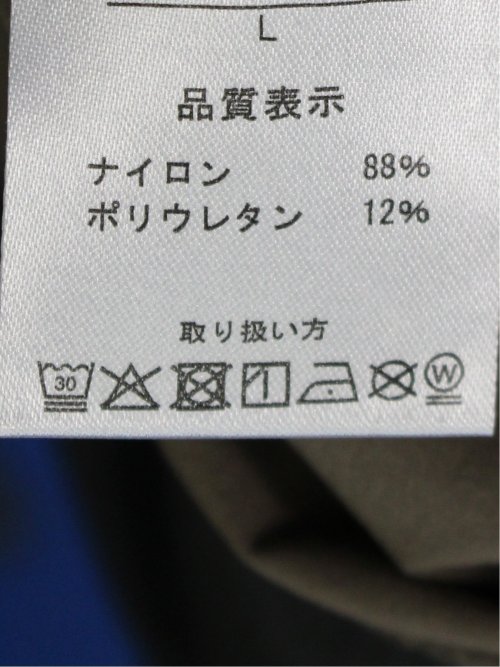 L
品質表示
ナイロン 88%
ポリウレタン 12%
取り扱い方
30 W